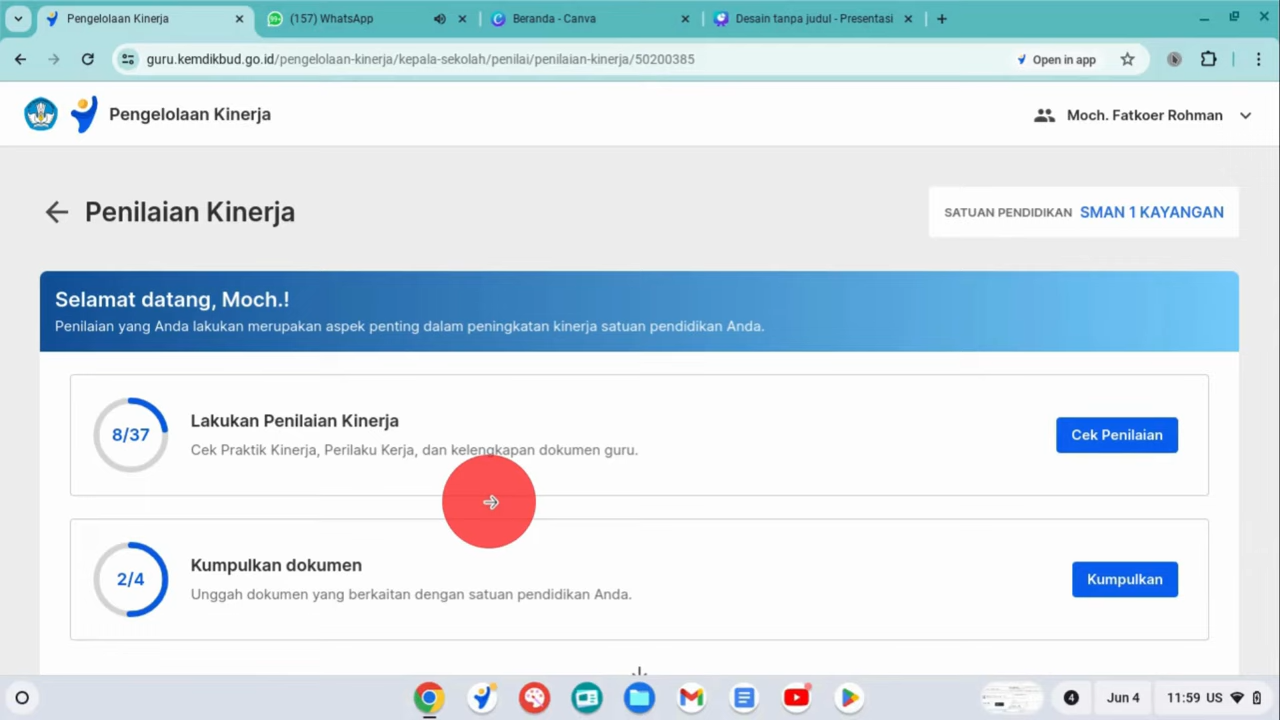 Pengelolaan Kinerja
(157) WhatsApp
Beranda - Canva
Desain tanpa judul - Presentasi
guru.kemdikbud.go.id/pengelolaan-kinerja/kepala-sekolah/penilai/penilaian-kinerja/50200385
Open in app
Pengelolaan Kinerja
Moch. Fatkoer Rohman
Penilaian Kinerja
SATUAN PENDIDIKAN SMAN 1 KAYANGAN
Selamat datang, Moch.!
Penilaian yang Anda lakukan merupakan aspek penting dalam peningkatan kinerja satuan pendidikan Anda.
8/37
Lakukan Penilaian Kinerja
Cek Praktik Kinerja, Perilaku Kerja, dan kelengkapan dokumen guru.
Cek Penilaian
2/4
Kumpulkan dokumen
Unggah dokumen yang berkaitan dengan satuan pendidikan Anda.
Kumpulkan
4
Jun 4
11:59 US